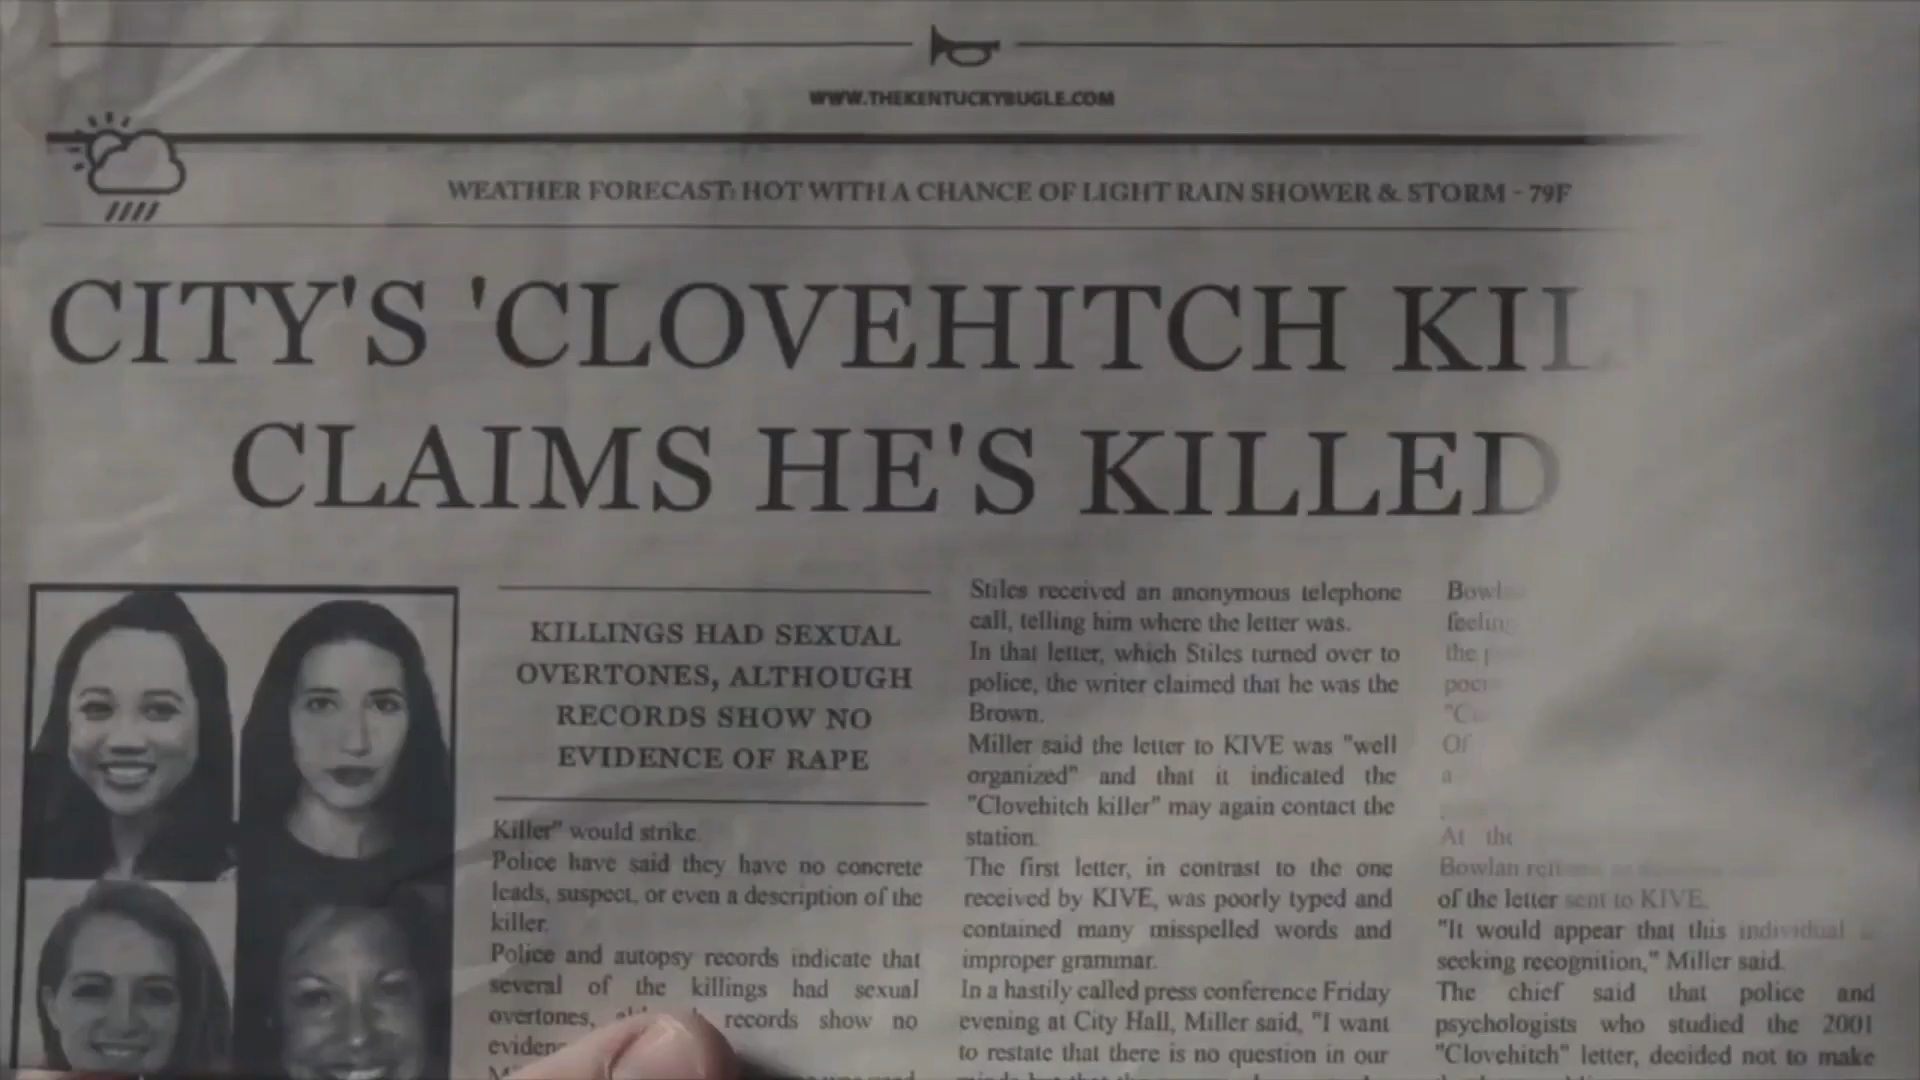 WWW.THEKENTUCKYBUGLE.COM
WEATHER FORECAST: HOT WITH A CHANCE OF LIGHT RAIN SHOWER & STORM - 79F
CITY'S 'CLOVEHITCH
CLAIMS HE'S KILLED
KILLINGS HAD SEXUAL
OVERTONES, ALTHOUGH
RECORDS SHOW NO
EVIDENCE OF RAPE
Killer" would strike.
Police have said they have no concrete
leads, suspect, or even a description of the
killer.
Police and autopsy records indicate that
several of the killings had sexual
overtones, records show no
Stiles received an anonymous telephone
call, telling him where the letter was.
In that letter, which Stiles turned over to
police, the writer claimed that he was the
Brown.
Miller said the letter to KIVE was "well
organized" and that it indicated the
"Clovehitch killer" may again contact the
station.
The first letter, in contrast to the one
received by KIVE, was poorly typed and
contained many misspelled words and
improper grammar.
In a hastily called press conference Friday
evening at City Hall, Miller said, "I want
to restate that there is no question in our
the
Of
a
At the
Bowlan
of the letter sent to KIVE.
"It would appear that this individual
seeking recognition," Miller said.
The chief said that police and
psychologists who studied the 2001
"Clovehitch" letter, decided not to make